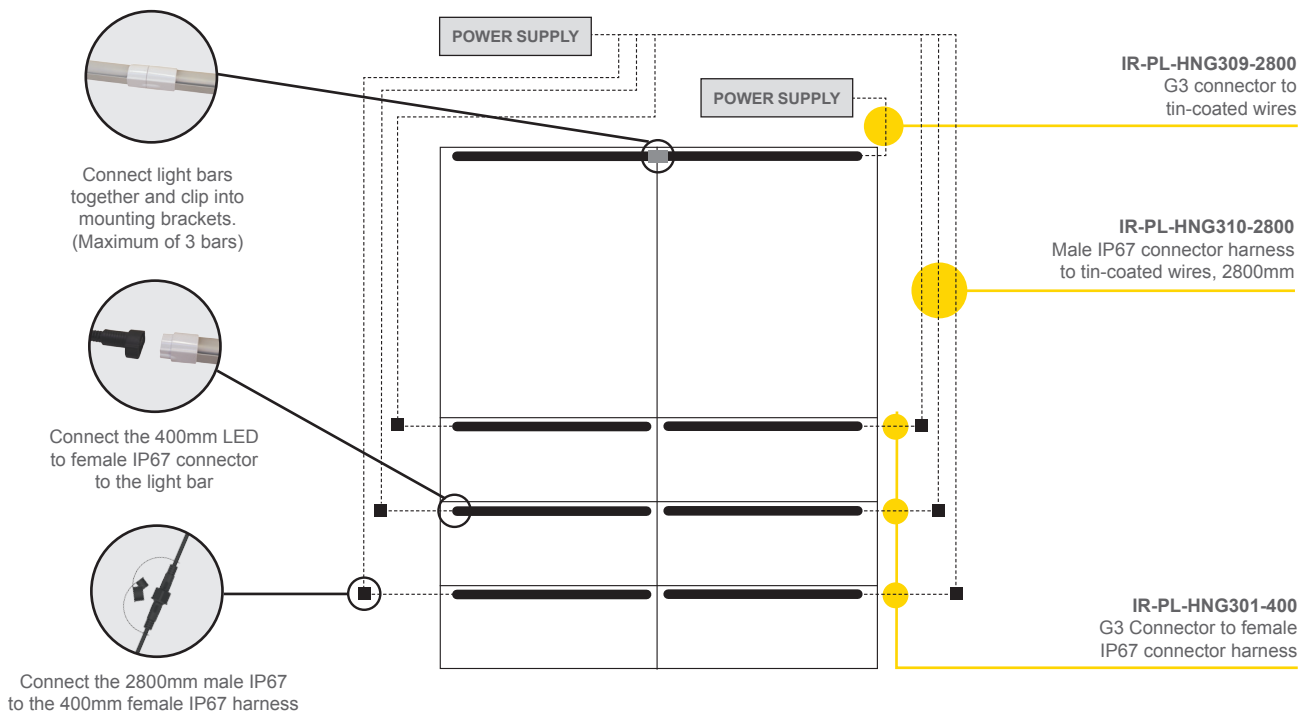 POWER SUPPLY
POWER SUPPLY
IR-PL-HNG309-2800
G3 connector to
tin-coated wires
Connect light bars
together and clip into
mounting brackets.
(Maximum of 3 bars)
IR-PL-HNG310-2800
Male IP67 connector harness
to tin-coated wires, 2800mm
Connect the 400mm LED
to female IP67 connector
to the light bar
IR-PL-HNG301-400
G3 Connector to female
IP67 connector harness
Connect the 2800mm male IP67
to the 400mm female IP67 harness